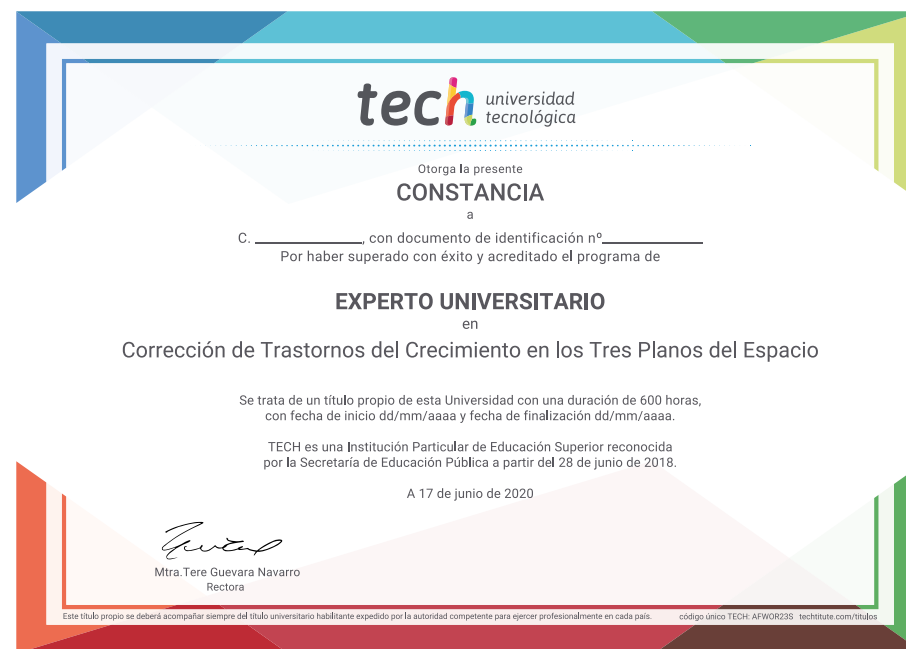 tech universidad
tecnológica
Otorga la presente
CONSTANCIA
a
C. ____________, con documento de identificación nº____________
Por haber superado con éxito y acreditado el programa de
EXPERTO UNIVERSITARIO
en
Corrección de Trastornos del Crecimiento en los Tres Planos del Espacio
Se trata de un título propio de esta Universidad con una duración de 600 horas,
con fecha de inicio dd/mm/aaaa y fecha de finalización dd/mm/aaaa.
TECH es una Institución Particular de Educación Superior reconocida
por la Secretaría de Educación Pública a partir del 28 de junio de 2018.
A 17 de junio de 2020
Mtra.Tere Guevara Navarro
Rectora
Este título propio se deberá acompañar siempre del título universitario habilitante expedido por la autoridad competente para ejercer profesionalmente en cada país. código único TECH: AFWOR23S techtitute.com/titulos